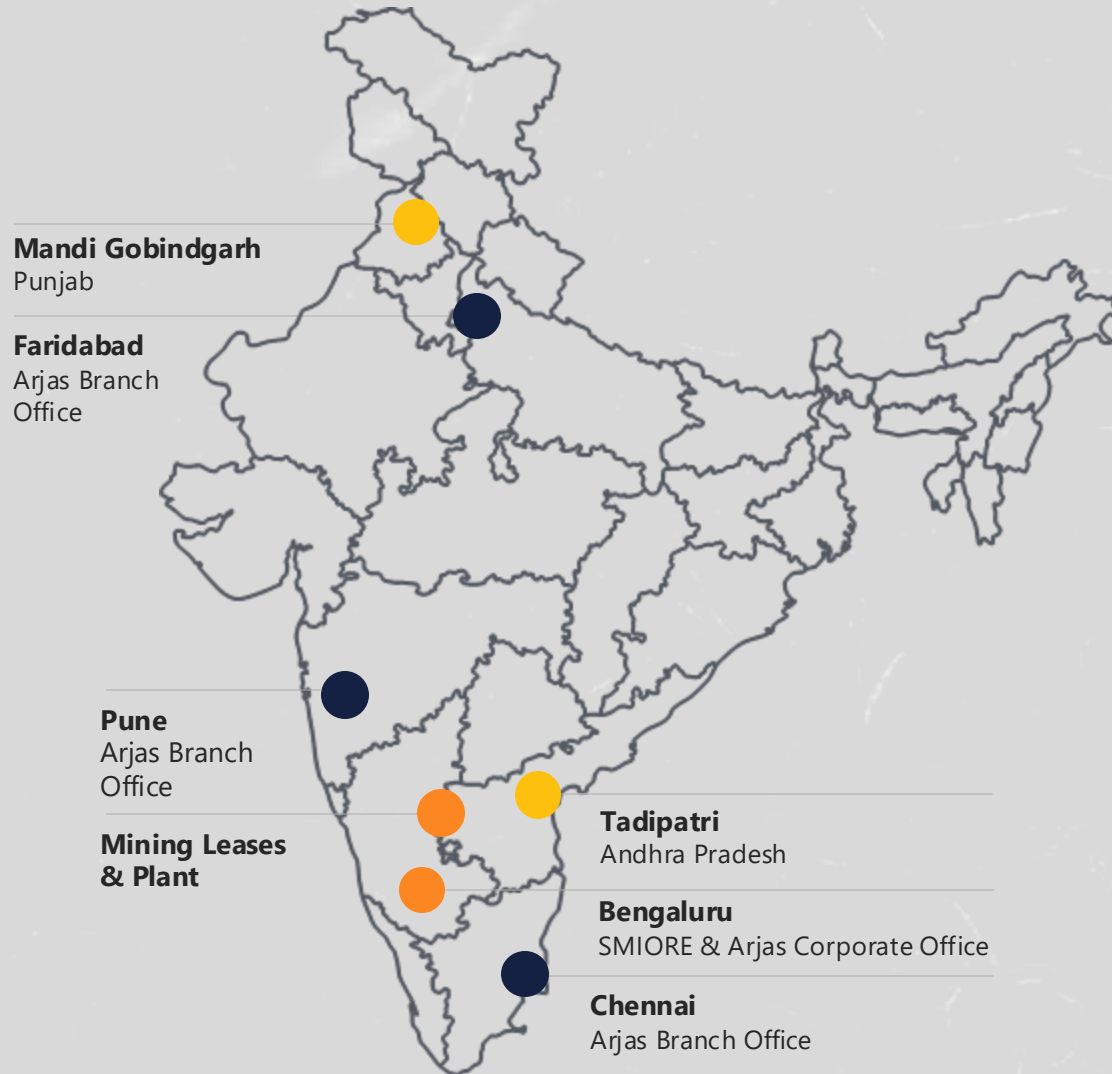 Mandi Gobindgarh
Punjab
Faridabad
Arjas Branch
Office
Pune
Arjas Branch
Office
Mining Leases
& Plant
Tadipatri
Andhra Pradesh
Bengaluru
SMIORE & Arjas Corporate Office
Chennai
Arjas Branch Office